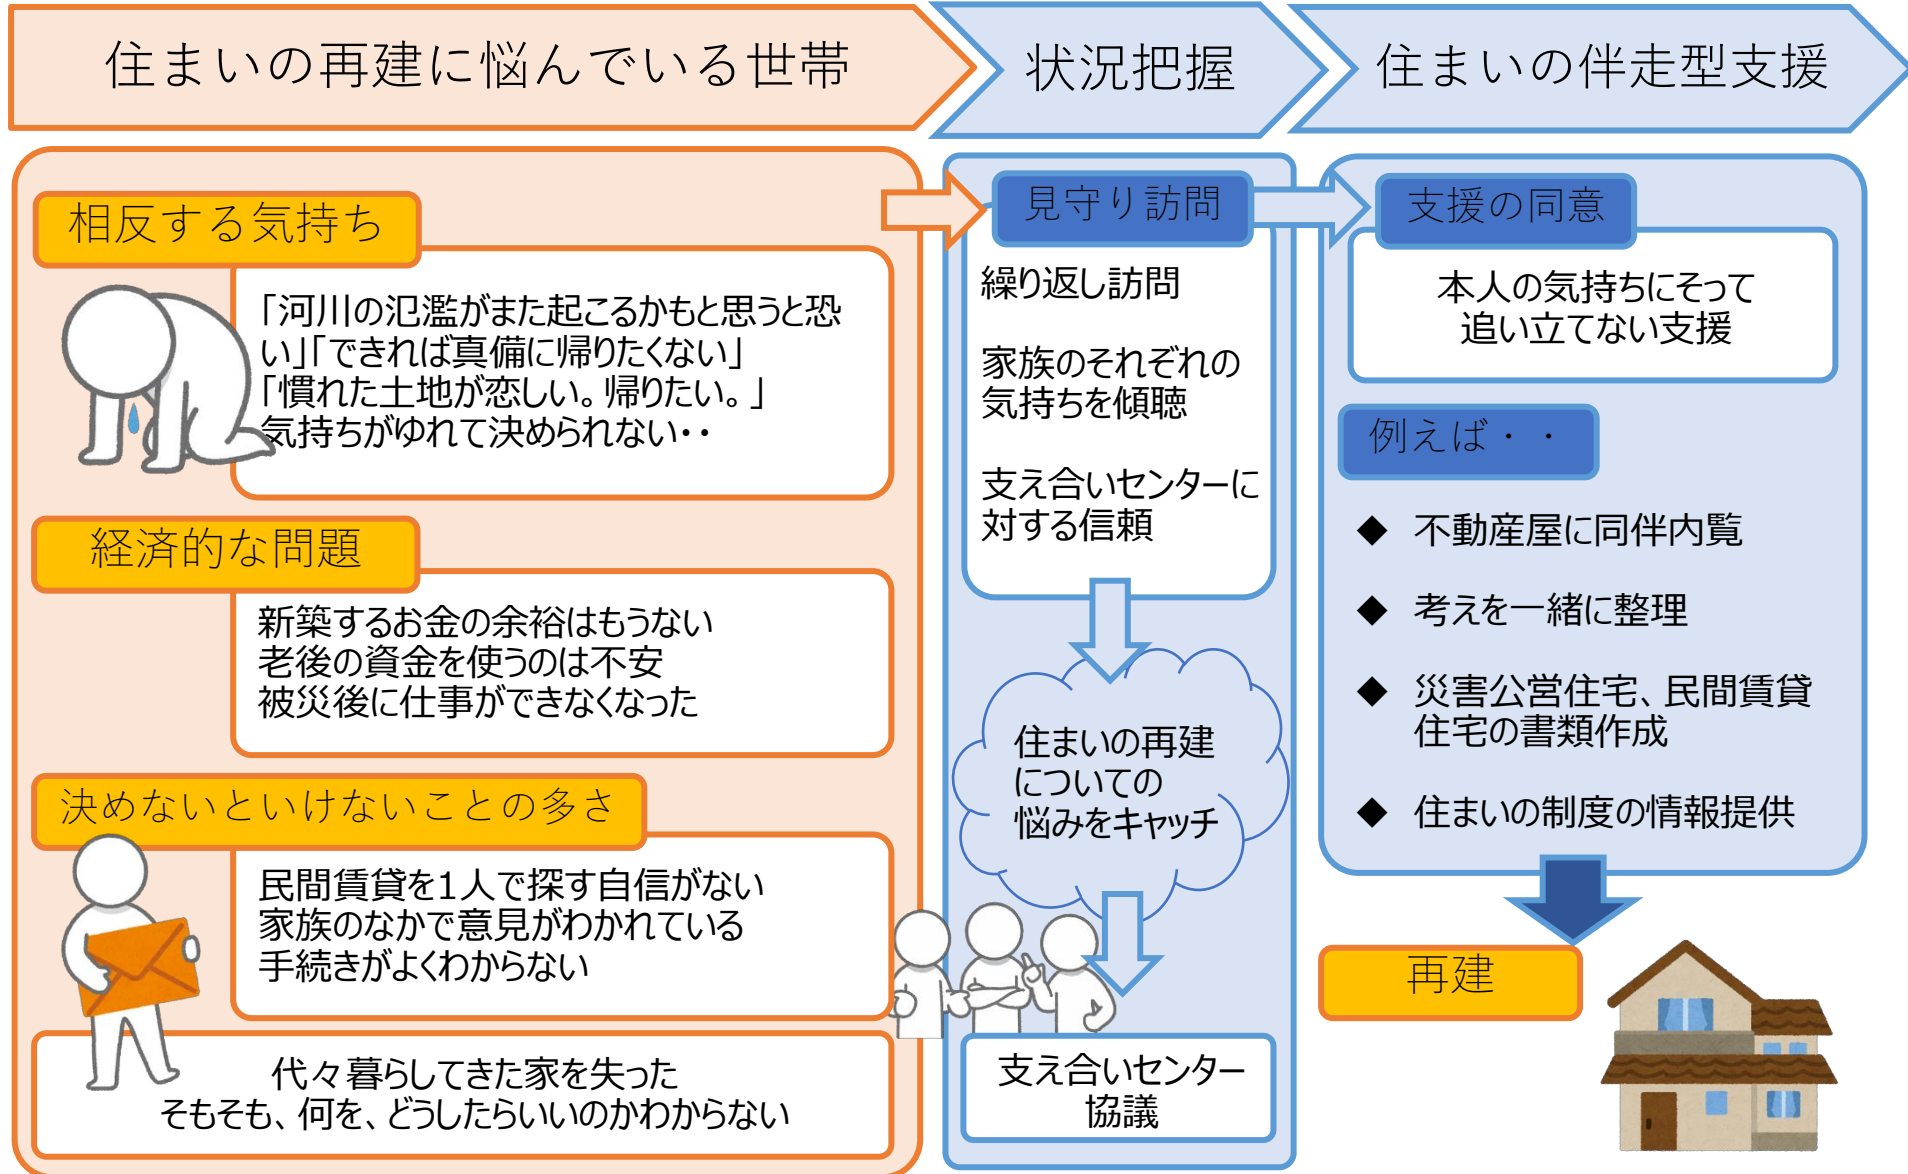 住まいの再建に悩んでいる世帯
状況把握
住まいの伴走型支援
相反する気持ち
「河川の氾濫がまた起こるかもと思うと恐
い」「できれば真備に帰りたくない」
「慣れた土地が恋しい。帰りたい。」
気持ちがゆれて決められない・・
経済的な問題
新築するお金の余裕はもうない
老後の資金を使うのは不安
被災後に仕事ができなくなった
決めないといけないことの多さ
民間賃貸を1人で探す自信がない
家族のなかで意見がわかれている
手続きがよくわからない
代々暮らしてきた家を失った
そもそも、何を、どうしたらいいのかわからない
見守り訪問
繰り返し訪問
家族のそれぞれの
気持ちを傾聴
支え合いセンターに
対する信頼
住まいの再建
についての
悩みをキャッチ
支え合いセンター
協議
支援の同意
本人の気持ちにそって
追い立てない支援
例えば・・
◆ 不動産屋に同伴内覧
◆ 考えを一緒に整理
◆ 災害公営住宅、民間賃貸
住宅の書類作成
◆ 住まいの制度の情報提供
再建